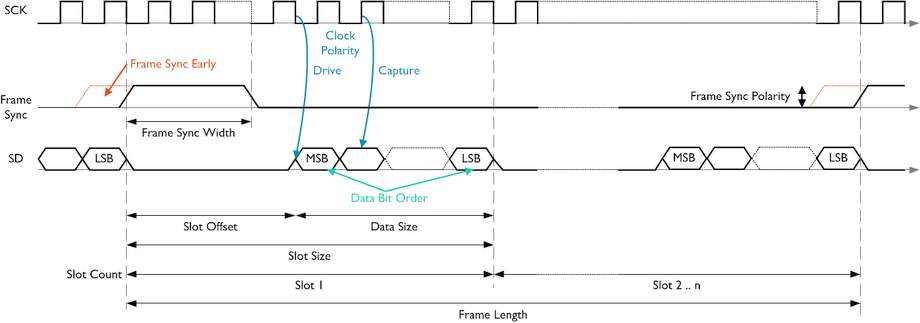 SCK
Clock
Polarity
Frame Sync Early
Drive
Capture
Frame
Sync
Frame Sync Polarity
Frame Sync Width
SD
LSB
MSB
LSB
MSB
LSB
Data Bit Order
Slot Offset
Data Size
Slot Size
Slot Count
Slot 1
Slot 2 .. n
Frame Length